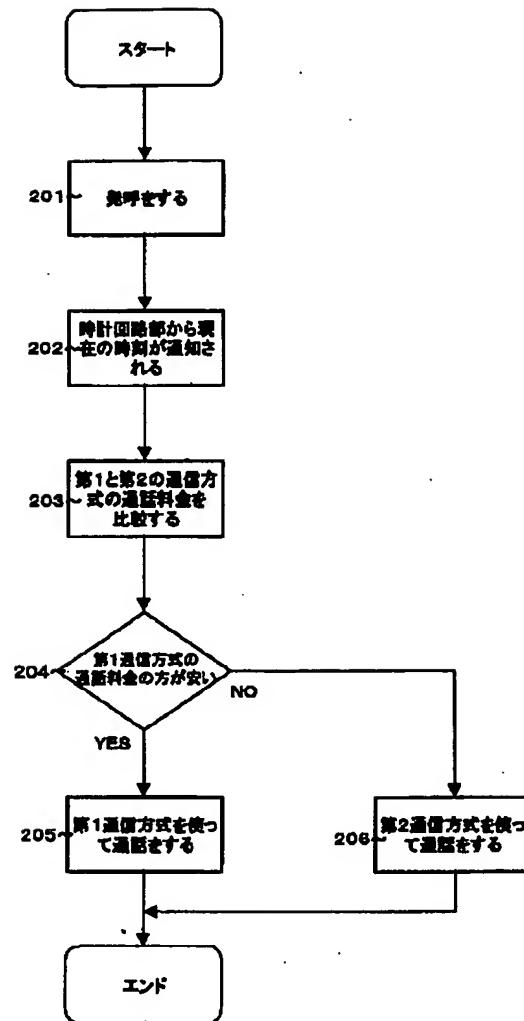 スタート
201
発呼をする
202
時計回路部から現
在の時刻が通知され
る
203
第1と第2の通信方
式の通話料金を
比較する
204
第1通信方式の
通話料金の方が安い
NO
YES
205
第1通信方式を使っ
て通話をする
206
第2通信方式を使っ
て通話をする
エンド